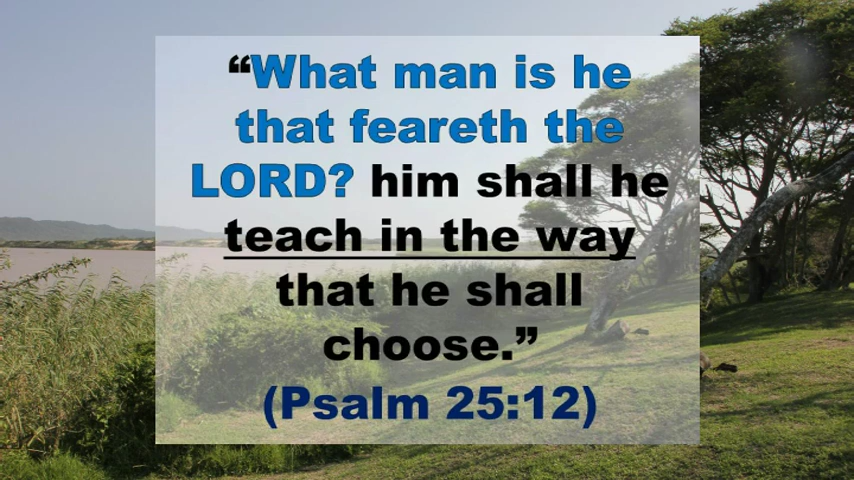 “What man is he
that feareth the
LORD? him shall he
teach in the way
that he shall
choose.”
(Psalm 25:12)